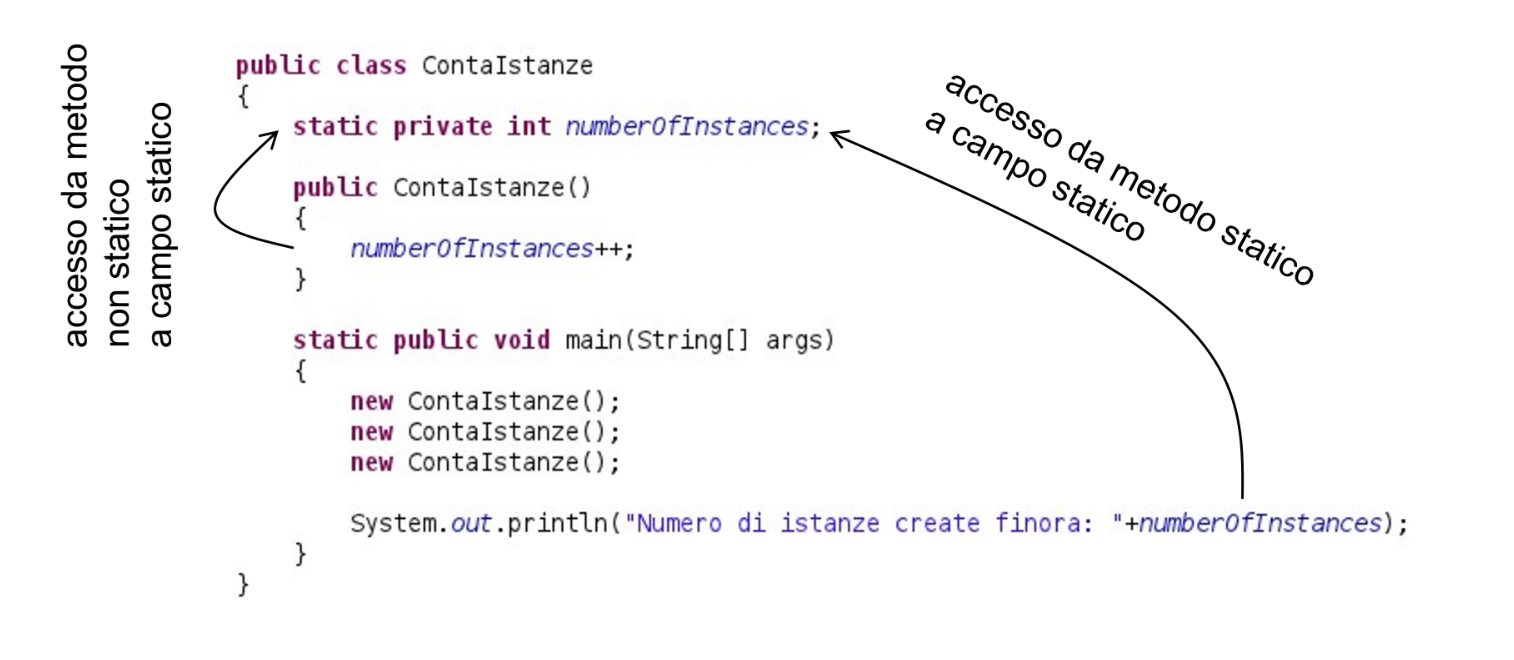 accesso da metodo
non statico
a campo statico
public class ContaIstanze
{
static private int numberOfInstances;
public ContaIstanze()
{
numberOfInstances++;
}
static public void main(String[] args)
{
new ContaIstanze();
new ContaIstanze();
new ContaIstanze();
System.out.println("Numero di istanze create finora: "+numberOfInstances);
}
}
accesso da metodo statico
a campo statico